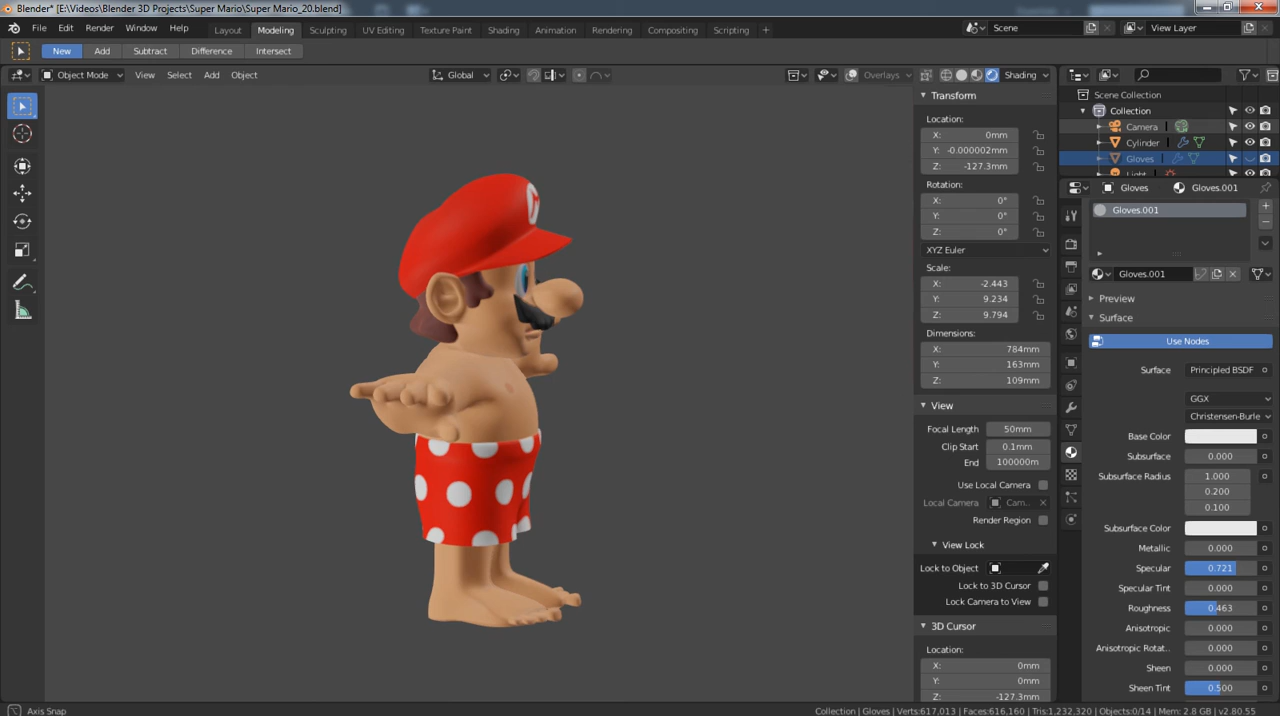 Blender* [E:\Videos\Blender 3D Projects\Super Mario\Super Mario_20.blend]
File Edit Render Window Help Layout Modeling Sculpting UV Editing Texture Paint Shading Animation Rendering Compositing Scripting + Scene View Layer
New Add Subtract Difference Intersect
Object Mode View Select Add Object Global Overlays Shading
Transform
Location:
X: 0mm
Y: -0.000002mm
Z: -127.3mm
Rotation:
X: 0°
Y: 0°
Z: 0°
XYZ Euler
Scale:
X: -2.443
Y: 9.234
Z: 9.794
Dimensions:
X: 784mm
Y: 163mm
Z: 109mm
View
Focal Length 50mm
Clip Start 0.1mm
End 100000m
Use Local Camera
Local Camera Cam...
Render Region
View Lock
Lock to Object
Lock to 3D Cursor
Lock Camera to View
3D Cursor
Location:
X: 0mm
Y: 0mm
Z: -127.3mm
Scene Collection
Collection
Camera
Cylinder
Gloves
Light
Gloves Gloves.001
Gloves.001
Gloves.001
Preview
Surface
Use Nodes
Surface Principled BSDF
GGX
Christensen-Burle
Base Color
Subsurface 0.000
Subsurface Radius 1.000
0.200
0.100
Subsurface Color
Metallic 0.000
Specular 0.721
Specular Tint 0.000
Roughness 0.463
Anisotropic 0.000
Anisotropic Rotat.. 0.000
Sheen 0.000
Sheen Tint 0.500
M
Axis Snap
Collection | Gloves | Verts:617,013 | Faces:616,160 | Tris:1,232,320 | Objects:0/14 | Mem: 2.8 GB | v2.80.55